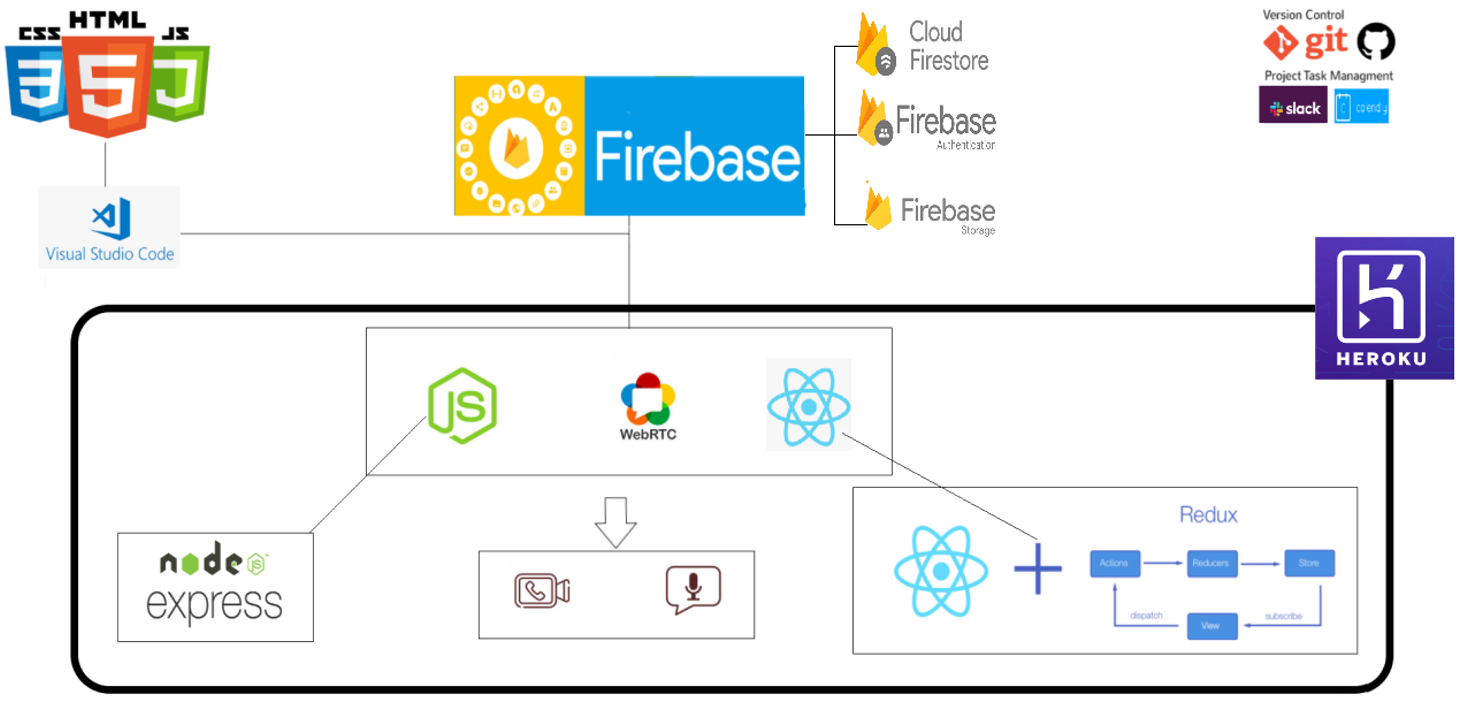 HTML
CSS
JS
5
Visual Studio Code
Firebase
Cloud
Firestore
Firebase
Authentication
Firebase
Storage
Version Control
git
Project Task Managment
slack
HEROKU
JS
WebRTC
node
JS
express
Redux
Actions
Reducers
Store
dispatch
subscribe
View